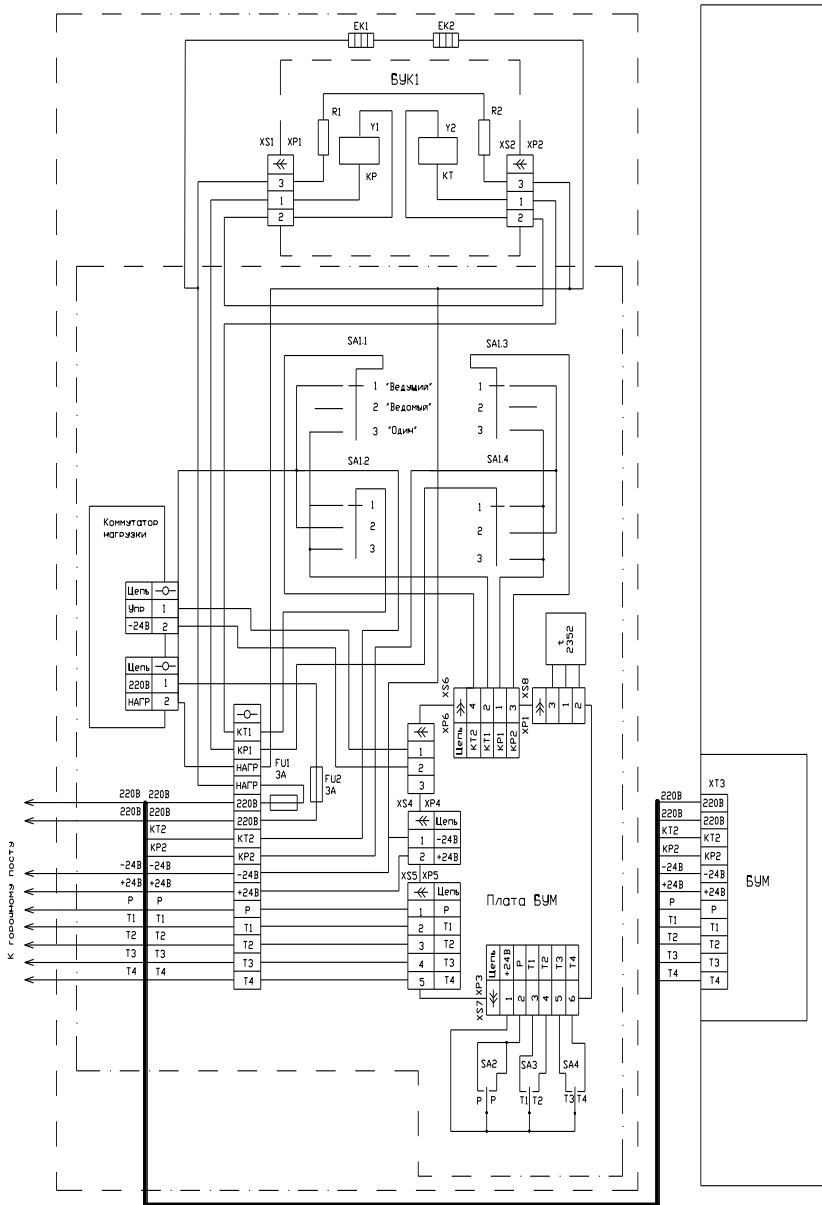 EK1 EK2
БУК1
R1 R2
Y1 Y2
XS1 XP1 XS2 XP2
КР КТ
3 3
1 1
2 2
SA1.1 SA1.3
1 "Ведущий" 1
2 "Ведомый" 2
3 "Один" 3
SA1.2 SA1.4
1 1
2 2
3 3
Коммутатор
нагрузки
Цепь
Упр 1
-24В 2
Цепь
220В 1
НАГР 2
t
2352
XS6 XS8
XP6 XP1
4 2 1 3 3 1 2
Цепь КТ2 КТ1 КР1 КР2
КТ1
КР1
НАГР
НАГР
220В
220В
КТ2
КР2
-24В
+24В
Р
Т1
Т2
Т3
Т4
FU1
3А
FU2
3А
1
2
3
XS4 XP4
Цепь
1 -24В
2 +24В
XS5 XP5
Цепь
1 Р
2 Т1
3 Т2
4 Т3
5 Т4
К горочному посту
220В 220В
220В 220В
КТ2
КР2
-24В -24В
+24В +24В
Р Р
Т1 Т1
Т2 Т2
Т3 Т3
Т4 Т4
Плата БУМ
XS7 XP3
Цепь +24В Р Т1 Т2 Т3 Т4
1 2 3 4 5 6
SA2 SA3 SA4
Р Р Т1 Т2 Т3 Т4
XT3
220В 220В
220В 220В
КТ2 КТ2
КР2 КР2
-24В -24В
+24В +24В
Р Р
Т1 Т1
Т2 Т2
Т3 Т3
Т4 Т4
БУМ